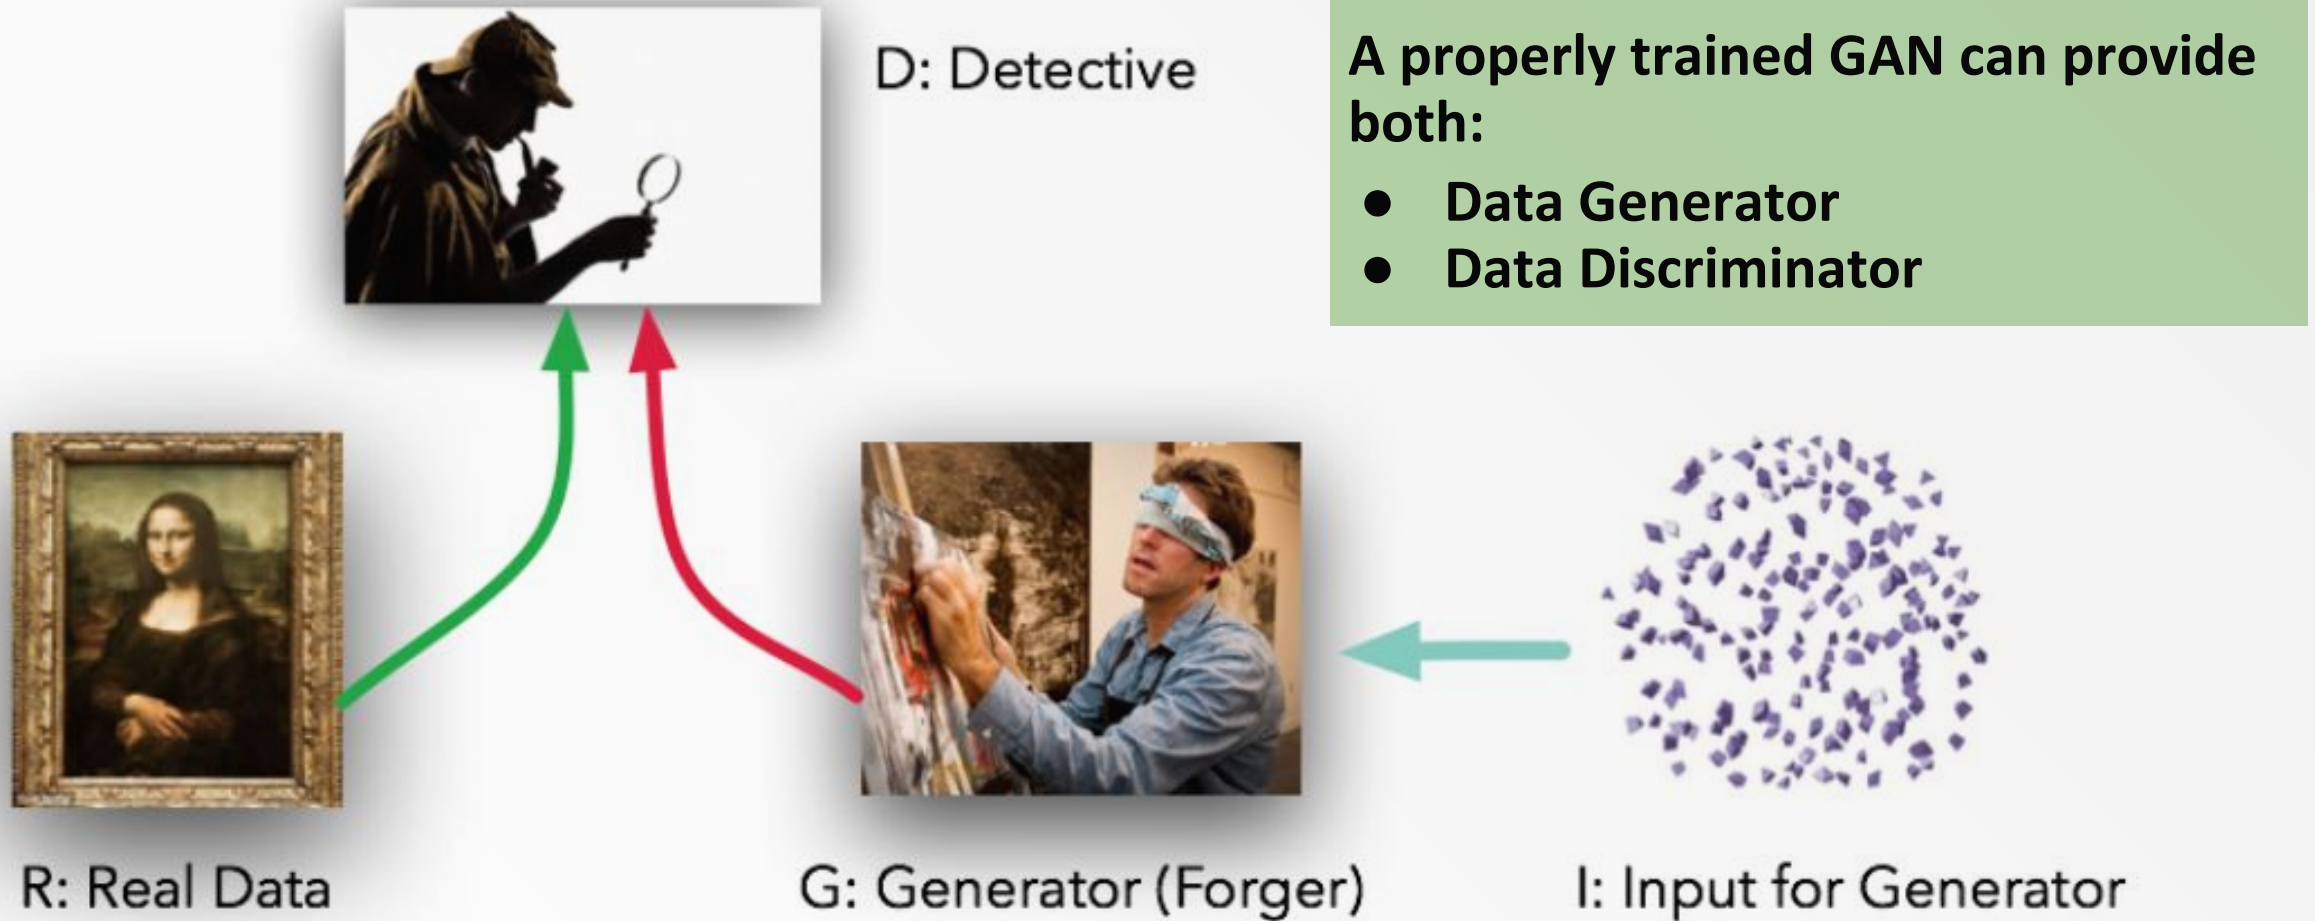 D: Detective
A properly trained GAN can provide
both:
● Data Generator
● Data Discriminator
R: Real Data
G: Generator (Forger)
I: Input for Generator